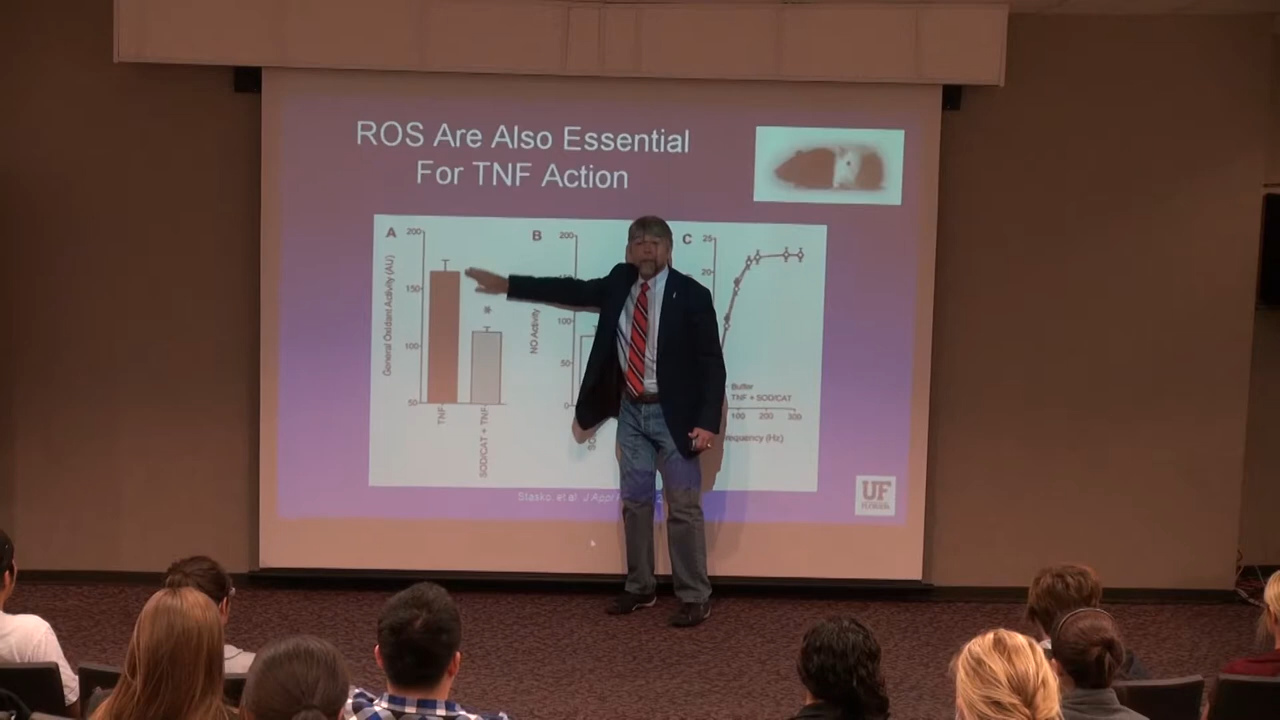 ROS Are Also Essential
For TNF Action
A
200
150
100
50
General Oxidant Activity (AU)
TNF
SOD/CAT + TNF
*
B
200
100
50
0
NO Activity
C
25
20
Buffer
TNF + SOD/CAT
100 200 300
requency (Hz)
Stasko, et al. J Appl
UF
FLORIDA